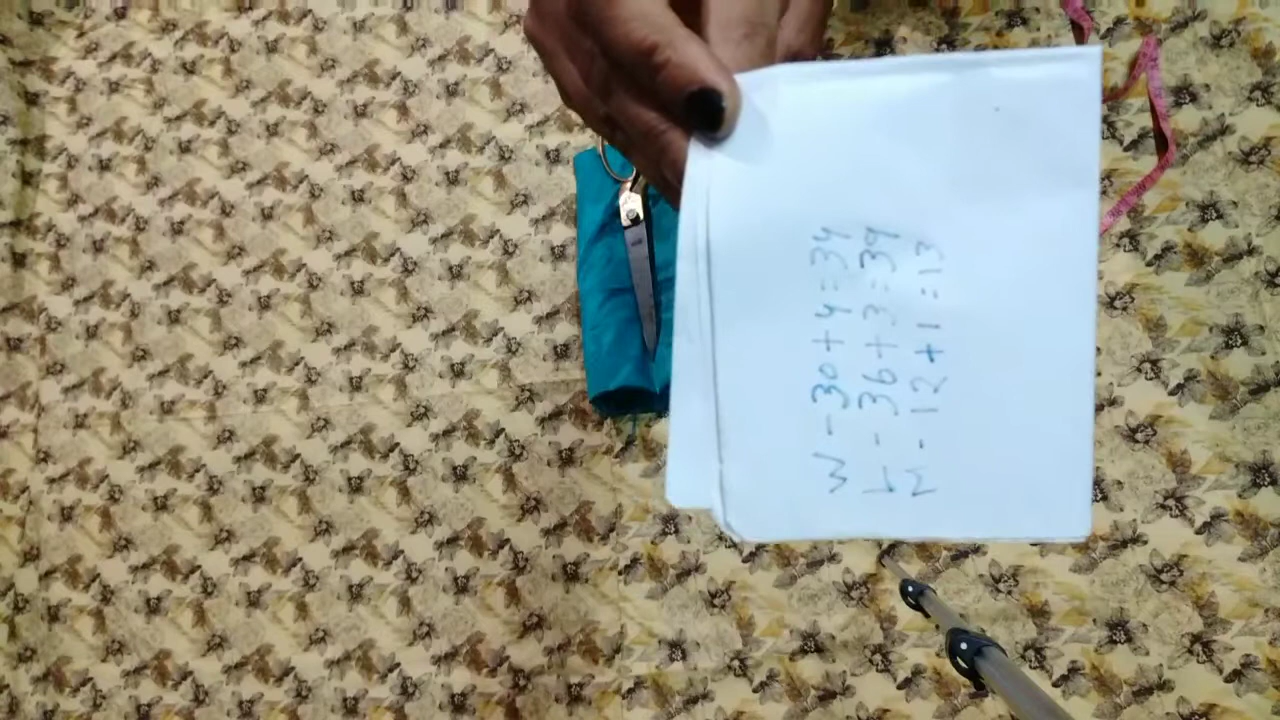 W - 30 + 4 = 34
L - 36 + 3 = 39
M - 12 + 1 = 13